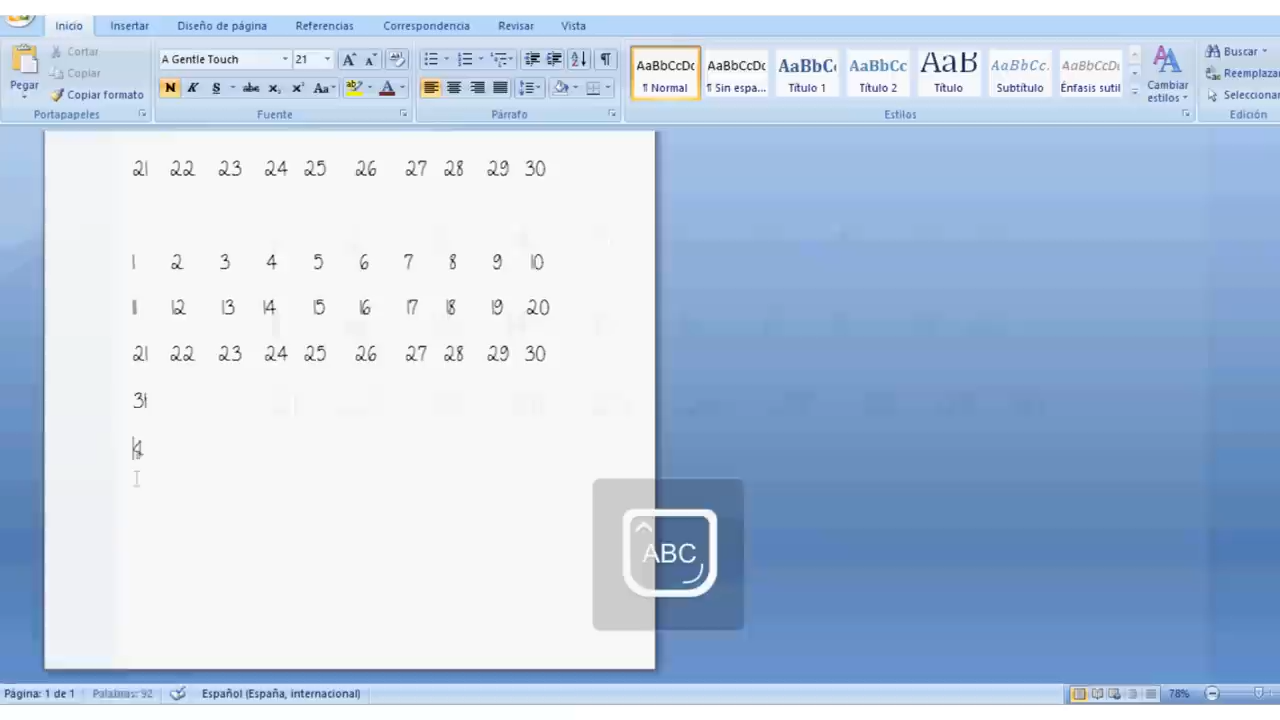 Inicio Insertar Diseño de página Referencias Correspondencia Revisar Vista
Pegar
Cortar
Copiar
Copiar formato
Portapapeles
A Gentle Touch 21
N K S abc x₂ x² Aa
Fuente
Párrafo
AaBbCcDc AaBbCcDc AaBbC AaBbCc AaB AaBbCc. AaBbCcDi
¶ Normal ¶ Sin espa... Título 1 Título 2 Título Subtítulo Énfasis sutil
Cambiar estilos
Estilos
Buscar
Reemplaza
Selecciona
Edición
21 22 23 24 25 26 27 28 29 30
1 2 3 4 5 6 7 8 9 10
11 12 13 14 15 16 17 18 19 20
21 22 23 24 25 26 27 28 29 30
31
ABC
Página: 1 de 1 Palabras: 92 Español (España, internacional) 78%